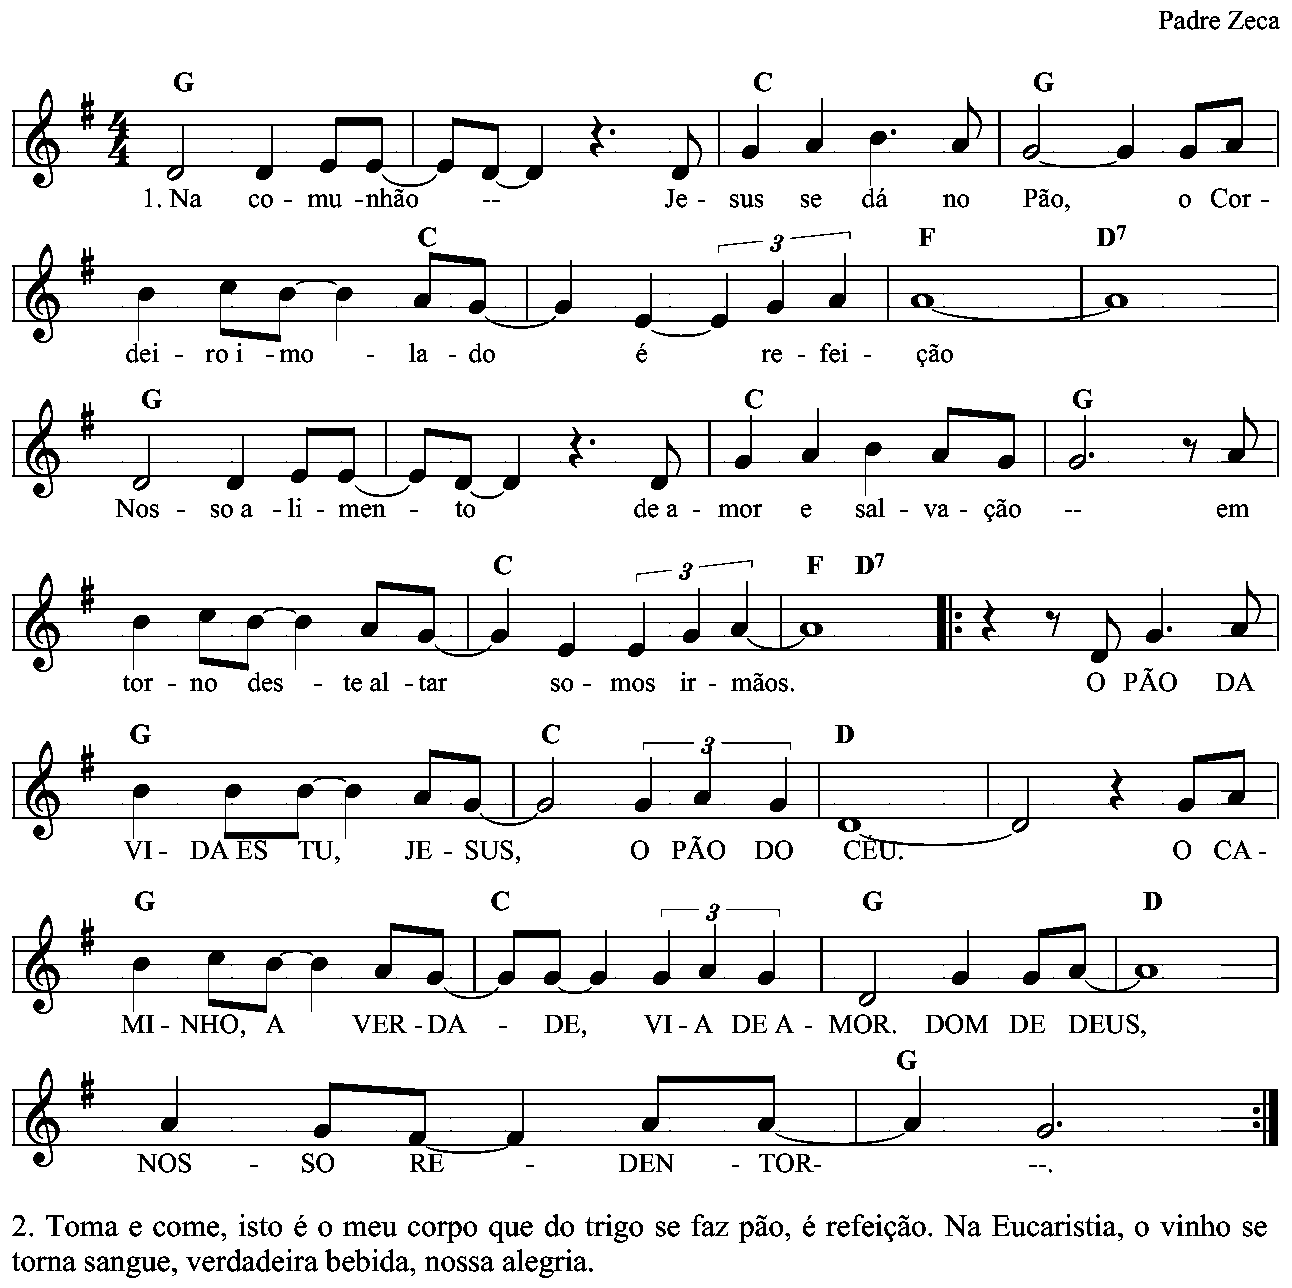 Padre Zeca
G C G
1. Na co - mu - nhão -- Je - sus se dá no Pão, o Cor -
C 3 F D7
dei - ro i - mo - la - do é re - fei - ção
G C G
Nos - so a - li - men - to de a - mor e sal - va - ção -- em
C 3 F D7
tor - no des - te al - tar so - mos ir - mãos. O PÃO DA
G C 3 D
VI - DA ÉS TU, JE - SUS, O PÃO DO CÉU. O CA -
G C 3 G D
MI - NHO, A VER - DA - DE, VI - A DE A - MOR. DOM DE DEUS,
G
NOS - SO RE - DEN - TOR- --.
2. Toma e come, isto é o meu corpo que do trigo se faz pão, é refeição. Na Eucaristia, o vinho se
torna sangue, verdadeira bebida, nossa alegria.